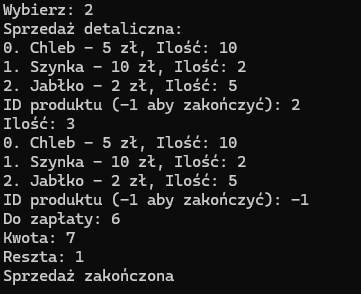 Wybierz: 2
Sprzedaż detaliczna:
0. Chleb - 5 zł, Ilość: 10
1. Szynka - 10 zł, Ilość: 2
2. Jabłko - 2 zł, Ilość: 5
ID produktu (-1 aby zakończyć): 2
Ilość: 3
0. Chleb - 5 zł, Ilość: 10
1. Szynka - 10 zł, Ilość: 2
2. Jabłko - 2 zł, Ilość: 5
ID produktu (-1 aby zakończyć): -1
Do zapłaty: 6
Kwota: 7
Reszta: 1
Sprzedaż zakończona